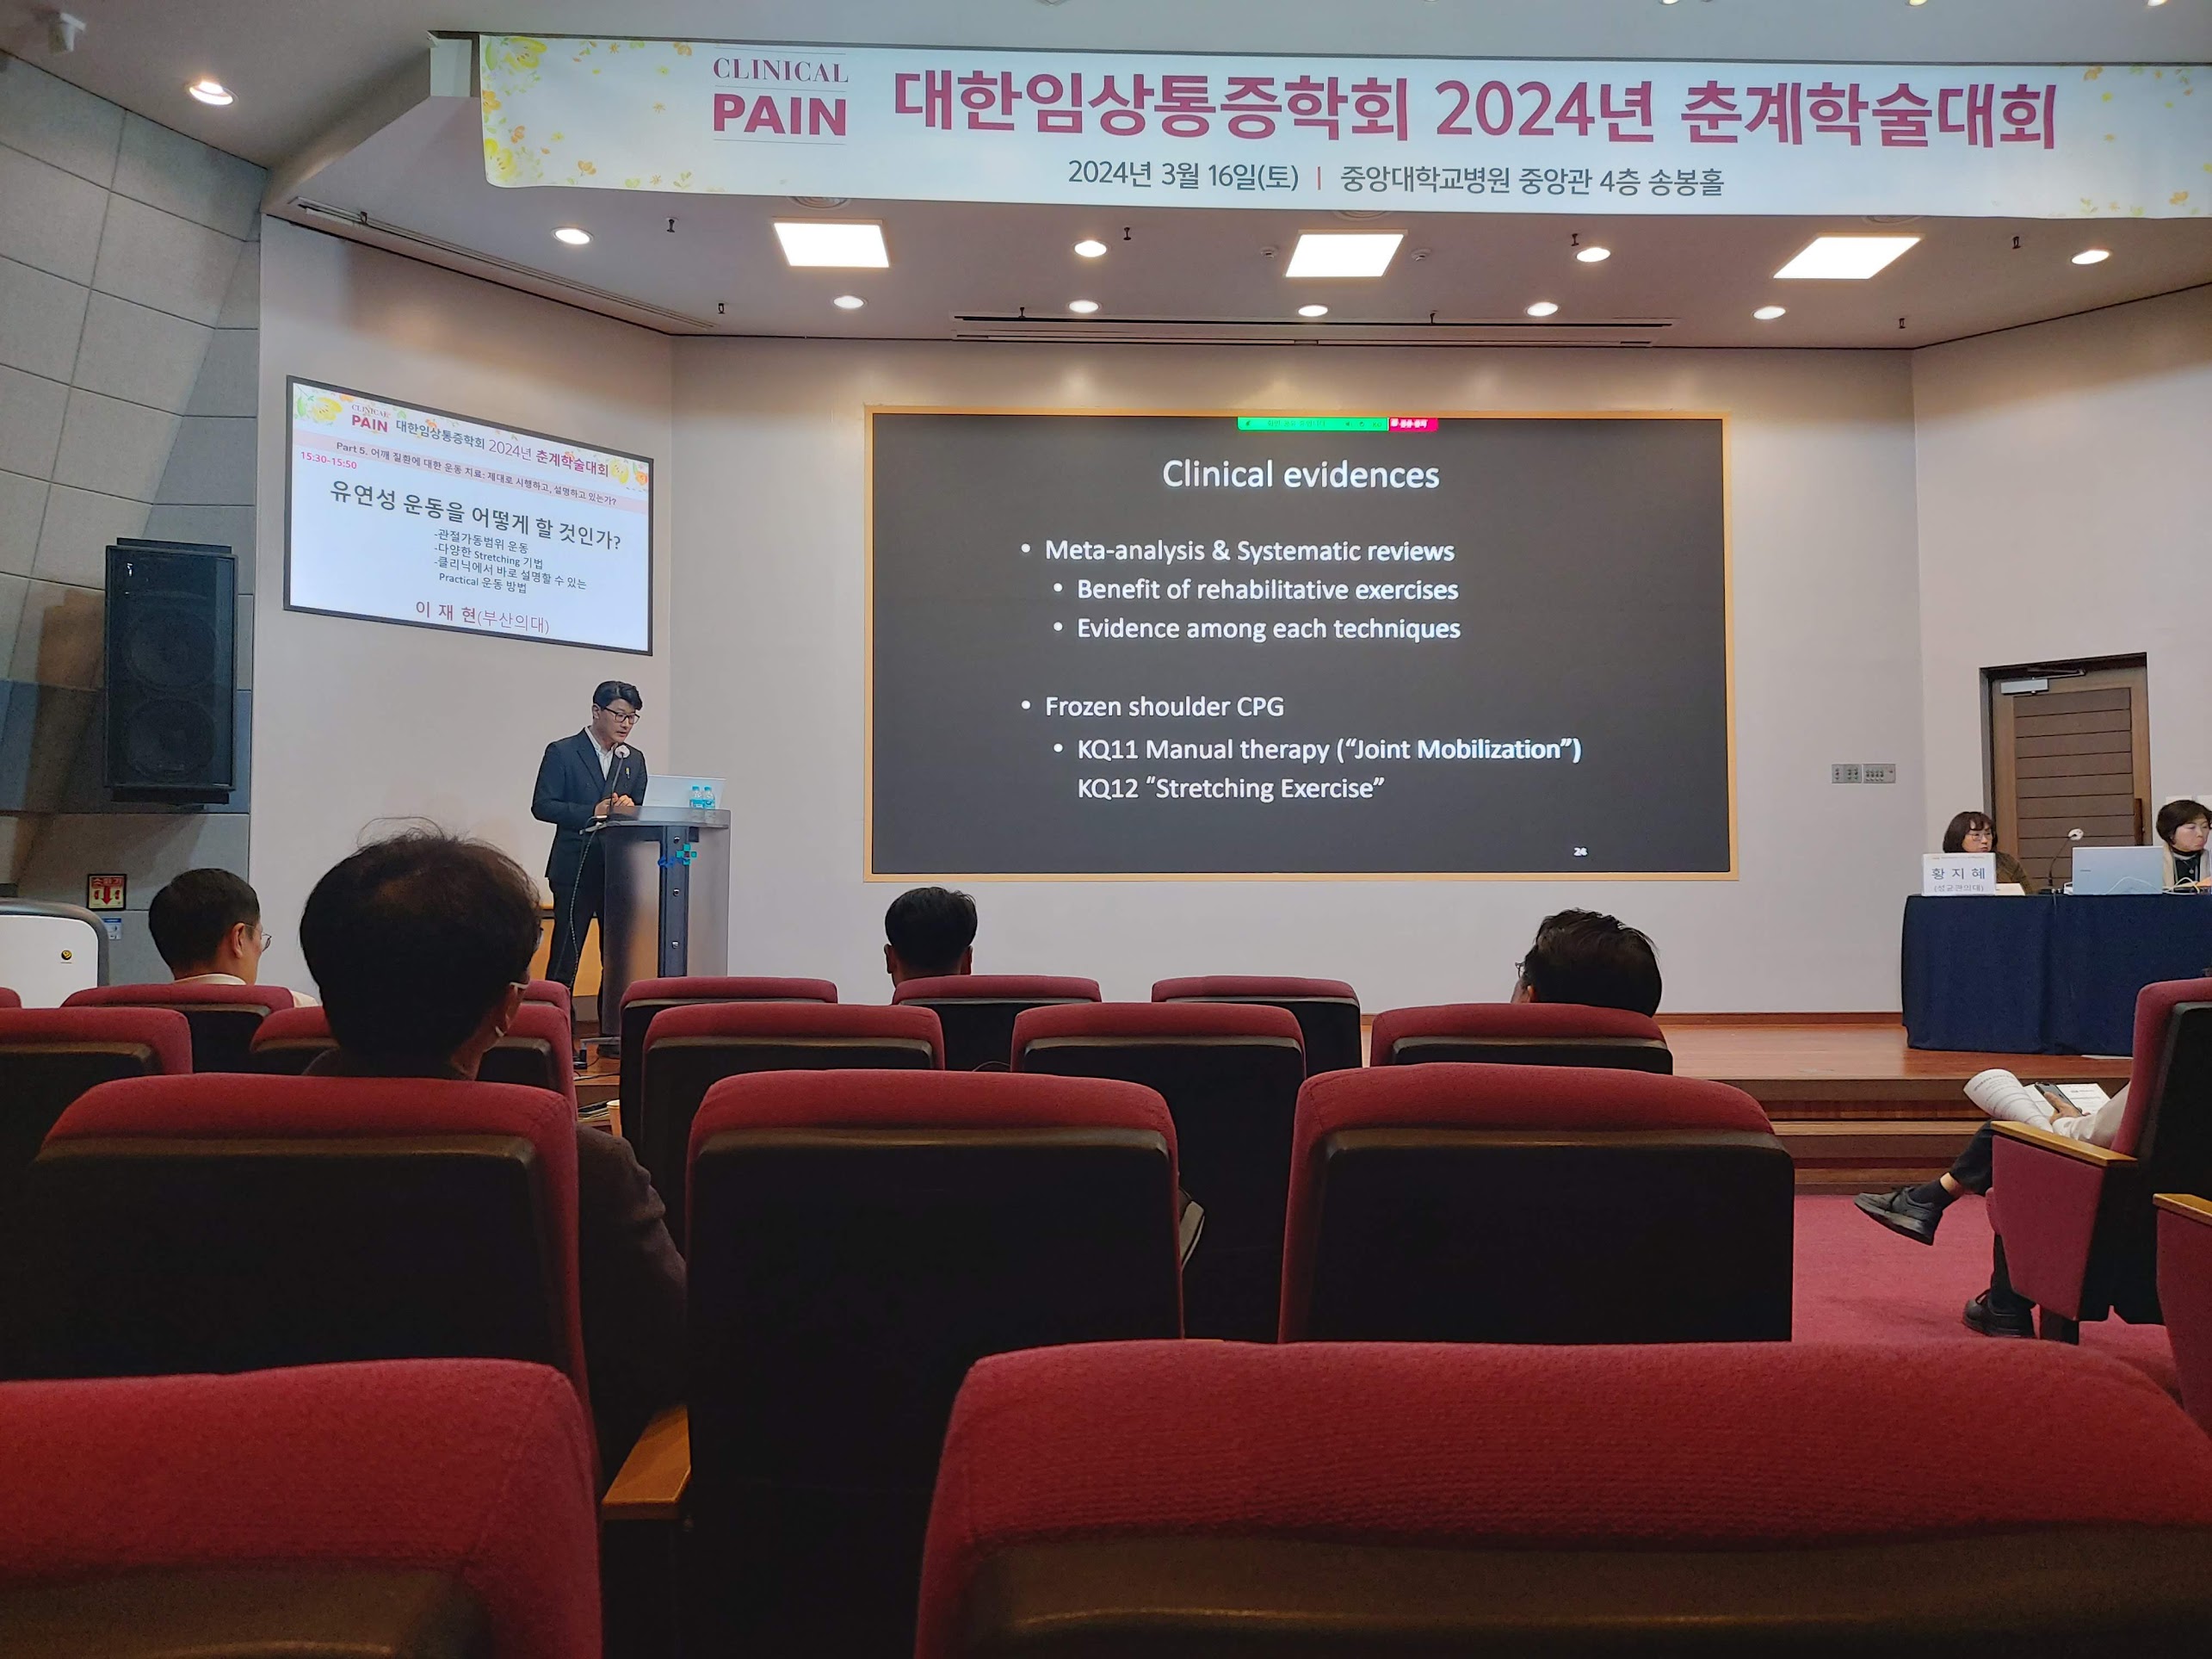 CLINICAL
PAIN
대한임상통증학회 2024년 춘계학술대회
2024년 3월 16일(토) | 중앙대학교병원 중앙관 4층 송봉홀
CLINICAL
PAIN
대한임상통증학회 2024년 춘계학술대회
Part 5. 어깨 질환에 대한 운동 치료: 제대로 시행하고, 설명하고 있는가?
15:30-15:50
유연성 운동을 어떻게 할 것인가?
-관절가동범위 운동
-다양한 Stretching 기법
-클리닉에서 바로 설명할 수 있는
Practical 운동 방법
이 재 현(부산의대)
Clinical evidences
• Meta-analysis & Systematic reviews
• Benefit of rehabilitative exercises
• Evidence among each techniques
• Frozen shoulder CPG
• KQ11 Manual therapy (“Joint Mobilization”)
KQ12 “Stretching Exercise”
24
황 지 혜
(성균관의대)
소화기